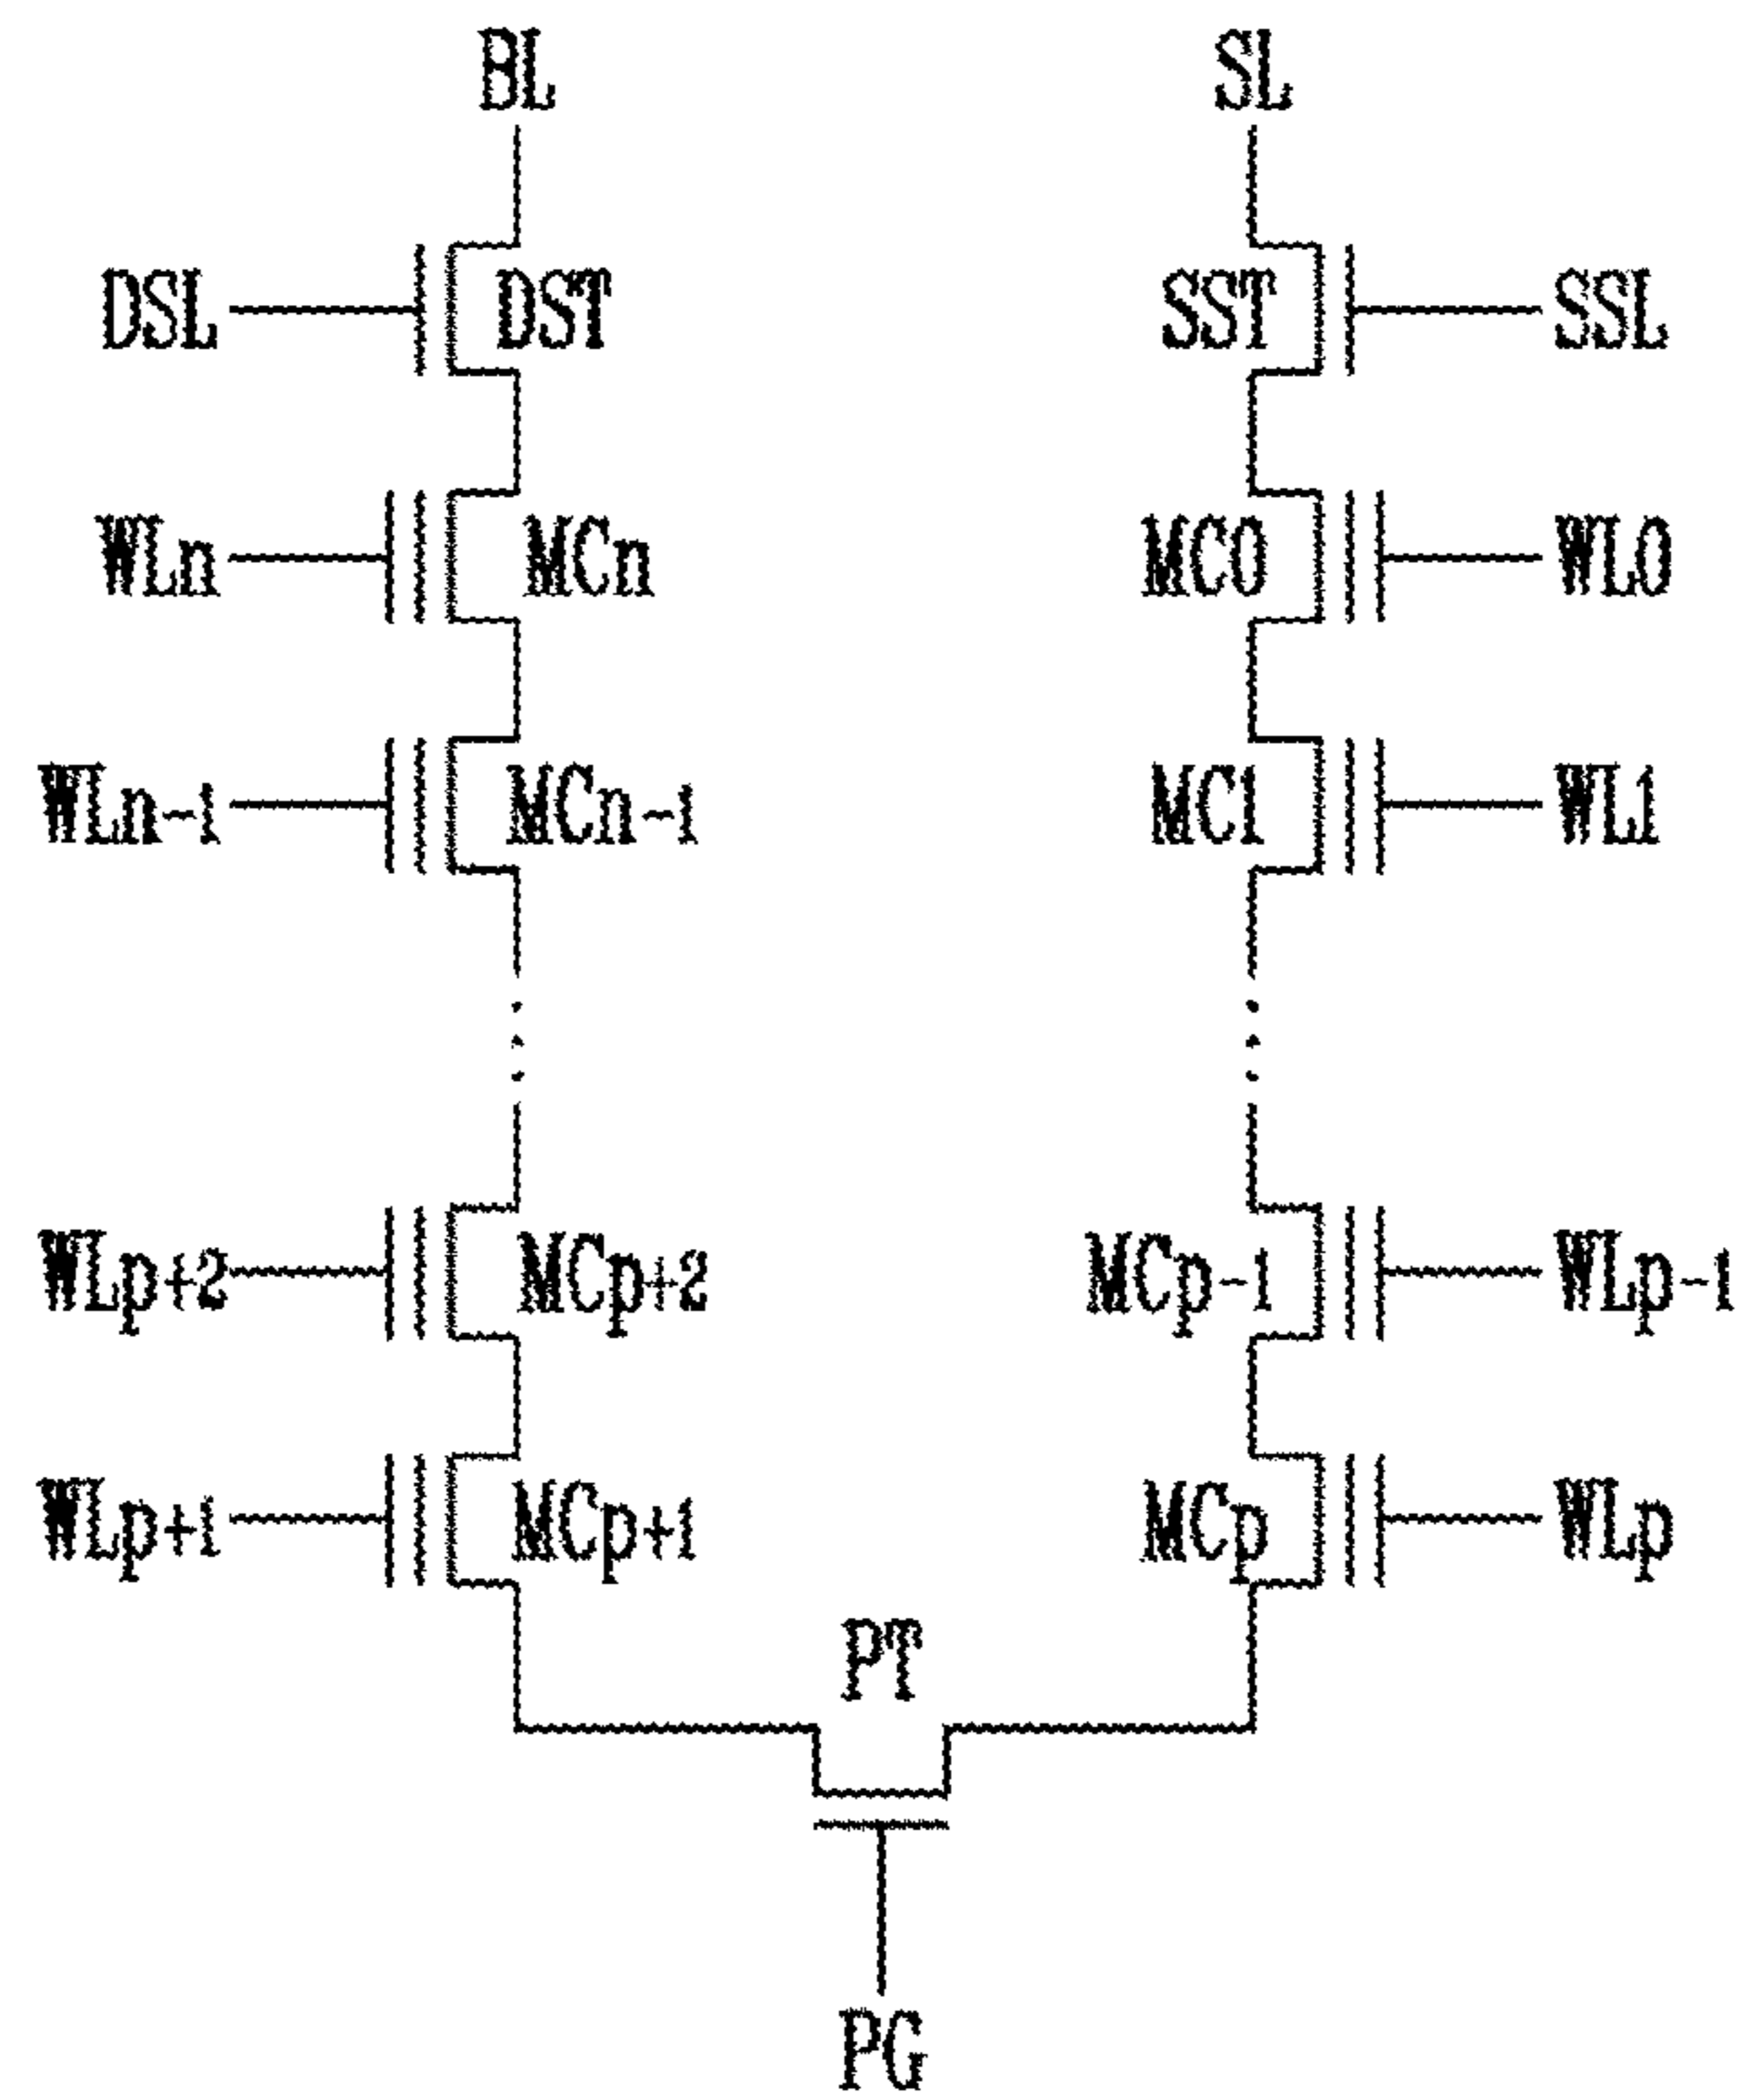 BL SL
DSL DST SST SSL
WLn MCn MC0 WL0
WLn-1 MCn-1 MC1 WL1
WLp+2 MCp+2 MCp-1 WLp-1
WLp+1 MCp+1 MCp WLp
PT
PG